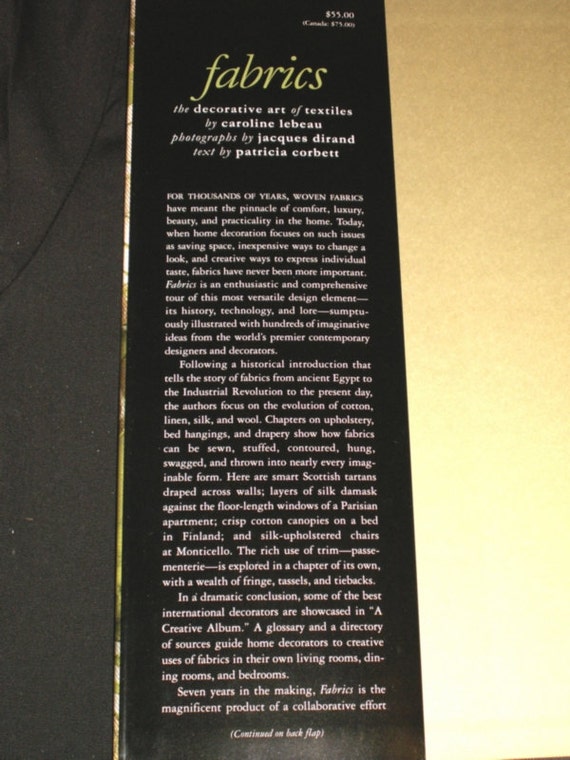 $55.00
(Canada: $75.00)
fabrics
the decorative art of textiles
by caroline lebeau
photographs by jacques dirand
text by patricia corbett
FOR THOUSANDS OF YEARS, WOVEN FABRICS
have meant the pinnacle of comfort, luxury,
beauty, and practicality in the home. Today,
when home decoration focuses on such issues
as saving space, inexpensive ways to change a
look, and creative ways to express individual
taste, fabrics have never been more important.
Fabrics is an enthusiastic and comprehensive
tour of this most versatile design element—
its history, technology, and lore—sumptu-
ously illustrated with hundreds of imaginative
ideas from the world's premier contemporary
designers and decorators.
Following a historical introduction that
tells the story of fabrics from ancient Egypt to
the Industrial Revolution to the present day,
the authors focus on the evolution of cotton,
linen, silk, and wool. Chapters on upholstery,
bed hangings, and drapery show how fabrics
can be sewn, stuffed, contoured, hung,
swagged, and thrown into nearly every imag-
inable form. Here are smart Scottish tartans
draped across walls; layers of silk damask
against the floor-length windows of a Parisian
apartment; crisp cotton canopies on a bed
in Finland; and silk-upholstered chairs
at Monticello. The rich use of trim—passe-
menterie—is explored in a chapter of its own,
with a wealth of fringe, tassels, and tiebacks.
In a dramatic conclusion, some of the best
international decorators are showcased in "A
Creative Album." A glossary and a directory
of sources guide home decorators to creative
uses of fabrics in their own living rooms, din-
ing rooms, and bedrooms.
Seven years in the making, Fabrics is the
magnificent product of a collaborative effort
(Continued on back flap)